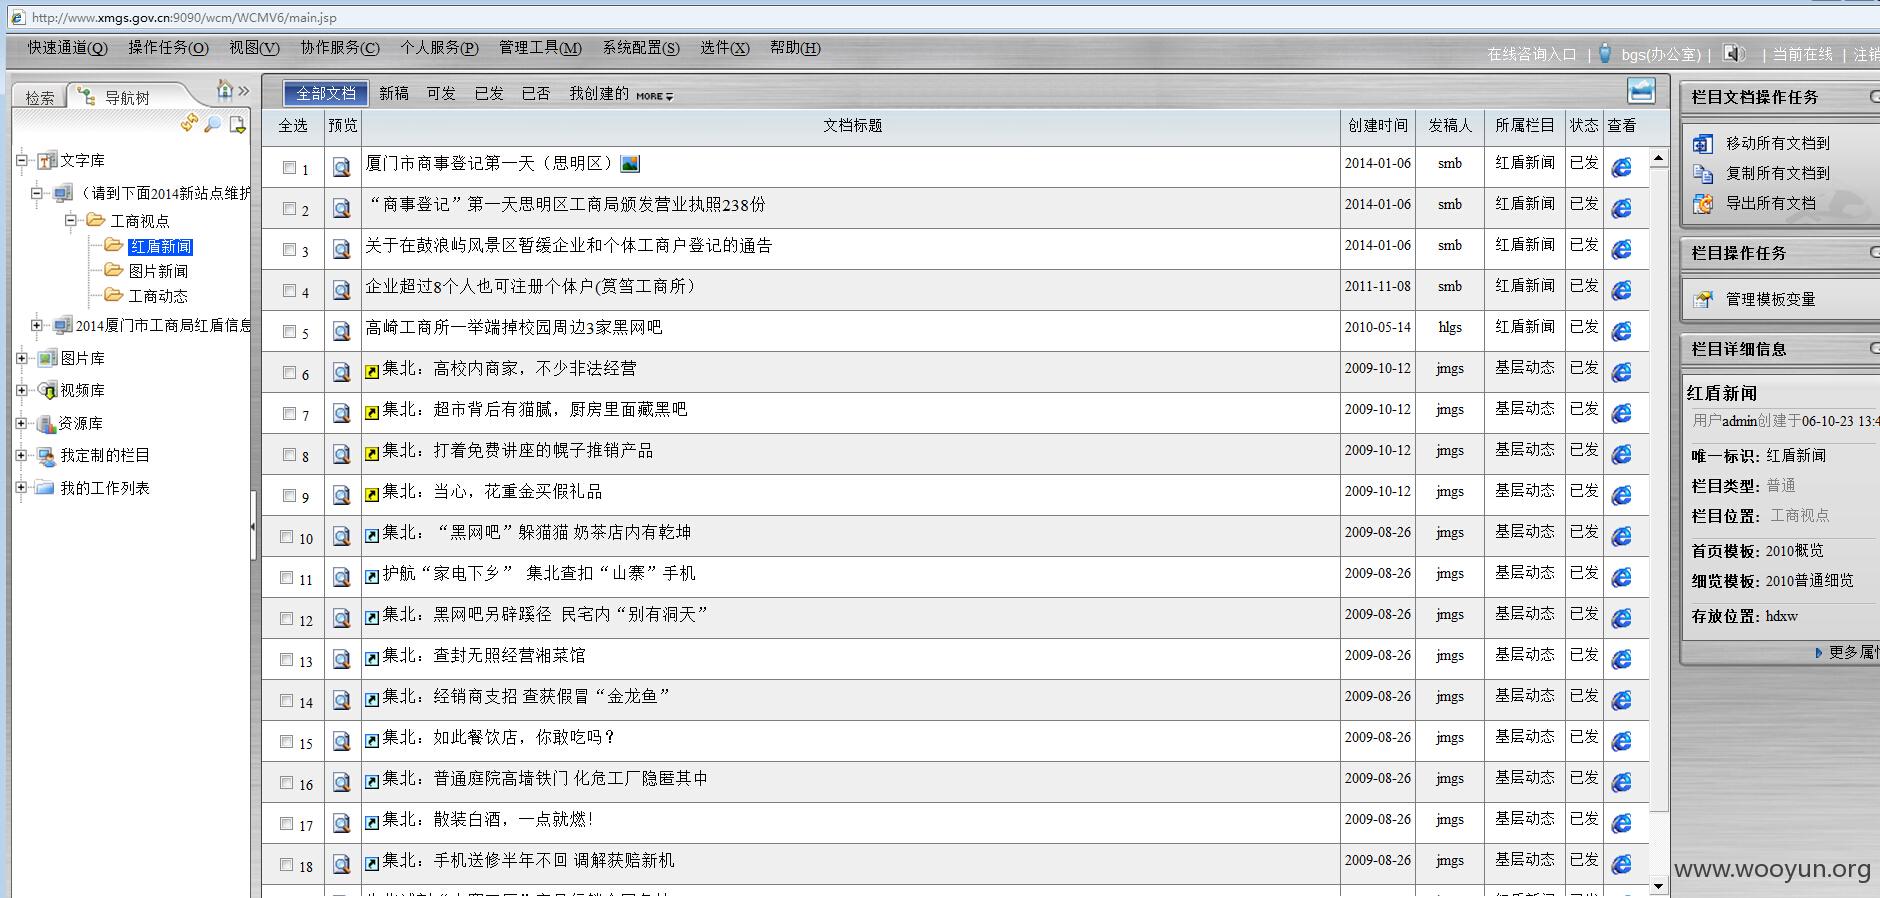 http://www.xmgs.gov.cn:9090/wcm/WCMV6/main.jsp
快速通道(Q) 操作任务(O) 视图(V) 协作服务(C) 个人服务(P) 管理工具(M) 系统配置(S) 选件(X) 帮助(H)
在线咨询入口 | bgs(办公室) | | 当前在线 | 注销
检索 导航树
全部文档 新稿 可发 已发 已否 我创建的 MORE
全选 预览 文档标题 创建时间 发稿人 所属栏目 状态 查看
1 厦门市商事登记第一天（思明区） 2014-01-06 smb 红盾新闻 已发
2 “商事登记”第一天思明区工商局颁发营业执照238份 2014-01-06 smb 红盾新闻 已发
3 关于在鼓浪屿风景区暂缓企业和个体工商户登记的通告 2014-01-06 smb 红盾新闻 已发
4 企业超过8个人也可注册个体户(筼筜工商所） 2011-11-08 smb 红盾新闻 已发
5 高崎工商所一举端掉校园周边3家黑网吧 2010-05-14 hlgs 红盾新闻 已发
6 集北：高校内商家，不少非法经营 2009-10-12 jmgs 基层动态 已发
7 集北：超市背后有猫腻，厨房里面藏黑吧 2009-10-12 jmgs 基层动态 已发
8 集北：打着免费讲座的幌子推销产品 2009-10-12 jmgs 基层动态 已发
9 集北：当心，花重金买假礼品 2009-10-12 jmgs 基层动态 已发
10 集北：“黑网吧”躲猫猫 奶茶店内有乾坤 2009-08-26 jmgs 基层动态 已发
11 护航“家电下乡” 集北查扣“山寨”手机 2009-08-26 jmgs 基层动态 已发
12 集北：黑网吧另辟蹊径 民宅内“别有洞天” 2009-08-26 jmgs 基层动态 已发
13 集北：查封无照经营湘菜馆 2009-08-26 jmgs 基层动态 已发
14 集北：经销商支招 查获假冒“金龙鱼” 2009-08-26 jmgs 基层动态 已发
15 集北：如此餐饮店，你敢吃吗？ 2009-08-26 jmgs 基层动态 已发
16 集北：普通庭院高墙铁门 化危工厂隐匿其中 2009-08-26 jmgs 基层动态 已发
17 集北：散装白酒，一点就燃！ 2009-08-26 jmgs 基层动态 已发
18 集北：手机送修半年不回 调解获赔新机 2009-08-26 jmgs 基层动态 已发
文字库
（请到下面2014新站点维护
工商视点
红盾新闻
图片新闻
工商动态
2014厦门市工商局红盾信息
图片库
视频库
资源库
我定制的栏目
我的工作列表
栏目文档操作任务
移动所有文档到
复制所有文档到
导出所有文档
栏目操作任务
管理模板变量
栏目详细信息
红盾新闻
用户admin创建于06-10-23 13:4
唯一标识: 红盾新闻
栏目类型: 普通
栏目位置: 工商视点
首页模板: 2010概览
细览模板: 2010普通细览
存放位置: hdxw
更多属性
www.wooyun.org